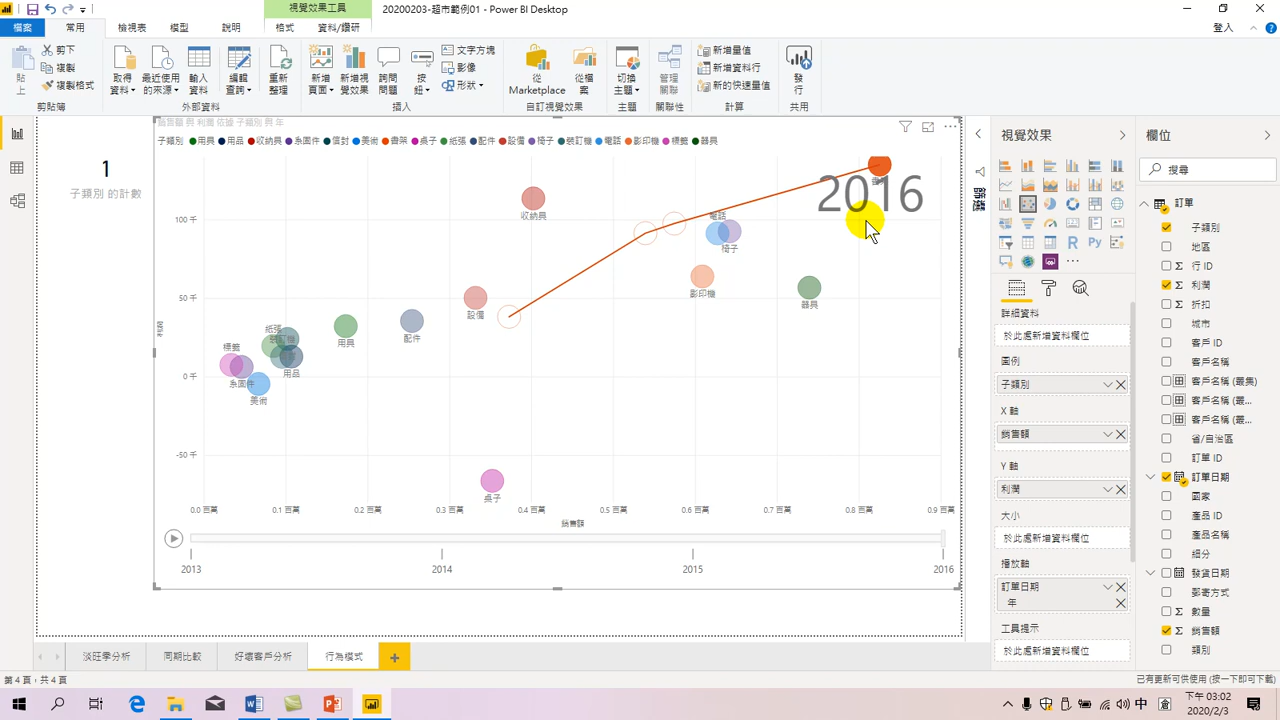 20200203-超市範例01 - Power BI Desktop
視覺效果工具
檔案
常用
檢視表
模型
說明
格式
資料/鑽研
登入
貼上
剪下
複製
複製格式
剪貼簿
取得資料
最近使用的來源
輸入資料
編輯查詢
外部資料
重新整理
新增頁面
新增視覺效果
詢問問題
按鈕
文字方塊
影像
形狀
插入
從 Marketplace
從檔案
自訂視覺效果
切換主題
主題
管理關聯
關聯性
新增量值
新增資料行
新的快速量值
計算
發行
共用
1
子類別 的計數
銷售額 與 利潤 依據 子類別 與 年
子類別 用具 用品 收納具 系固件 信封 美術 書架 桌子 紙張 配件 設備 椅子 裝訂機 電話 影印機 標籤 器具
2016
100 千
50 千
0 千
-50 千
利潤
收納具
電話
椅子
影印機
器具
設備
配件
用具
紙張
標籤
用品
系固件
美術
桌子
0.0 百萬 0.1 百萬 0.2 百萬 0.3 百萬 0.4 百萬 0.5 百萬 0.6 百萬 0.7 百萬 0.8 百萬 0.9 百萬
銷售額
2013 2014 2015 2016
篩選
視覺效果
詳細資料
於此處新增資料欄位
圖例
子類別
X 軸
銷售額
Y 軸
利潤
大小
於此處新增資料欄位
播放軸
訂單日期
年
工具提示
於此處新增資料欄位
欄位
搜尋
訂單
子類別
地區
行 ID
利潤
折扣
城市
客戶 ID
客戶名稱
客戶名稱 (叢集)
客戶名稱 (叢...
客戶名稱 (叢...
省/自治區
訂單 ID
訂單日期
國家
產品 ID
產品名稱
細分
發貨日期
郵寄方式
數量
銷售額
類別
淡旺季分析
同期比較
好壞客戶分析
行為模式
第 4 頁，共 4 頁
已有更新可供使用 (按一下即可下載)
中
下午 03:02
2020/2/3